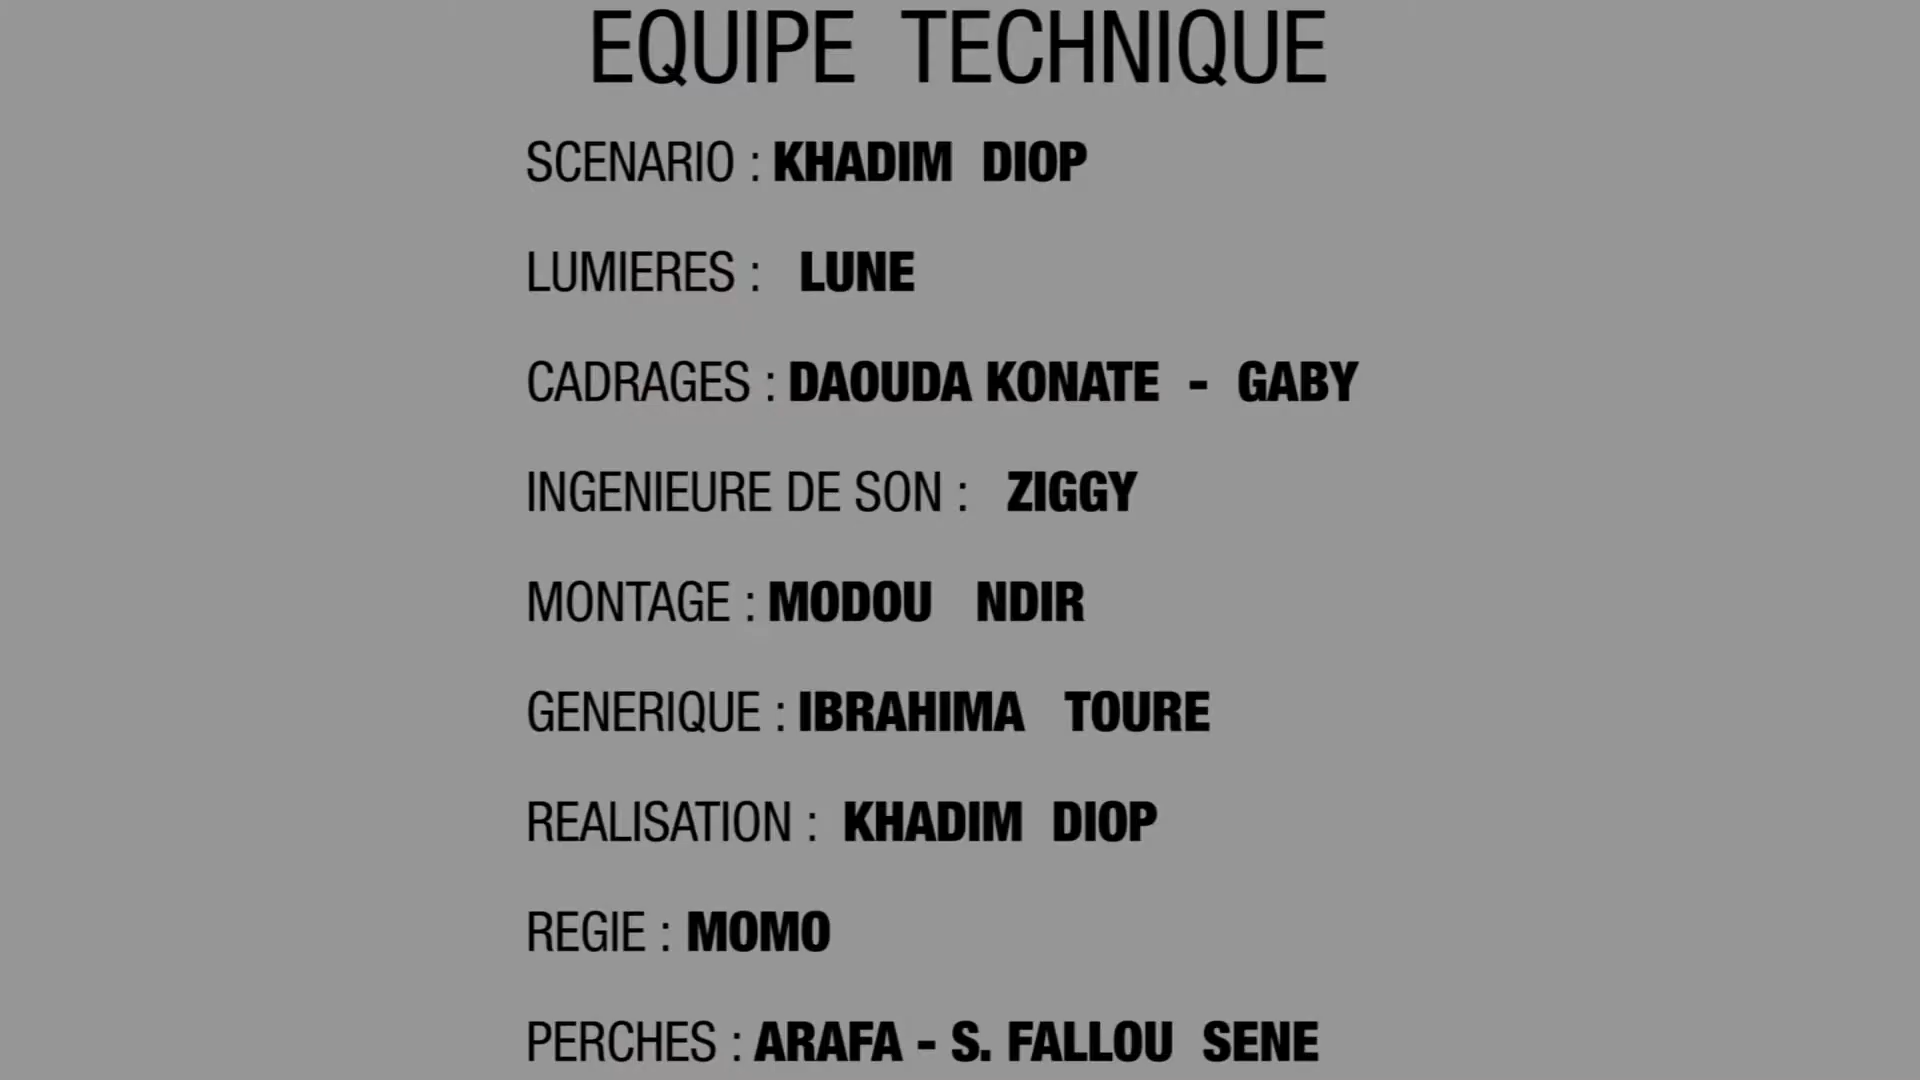 EQUIPE TECHNIQUE
SCENARIO : KHADIM DIOP
LUMIERES : LUNE
CADRAGES : DAOUDA KONATE - GABY
INGENIEURE DE SON : ZIGGY
MONTAGE : MODOU NDIR
GENERIQUE : IBRAHIMA TOURE
REALISATION : KHADIM DIOP
REGIE : MOMO
PERCHES : ARAFA - S. FALLOU SENE